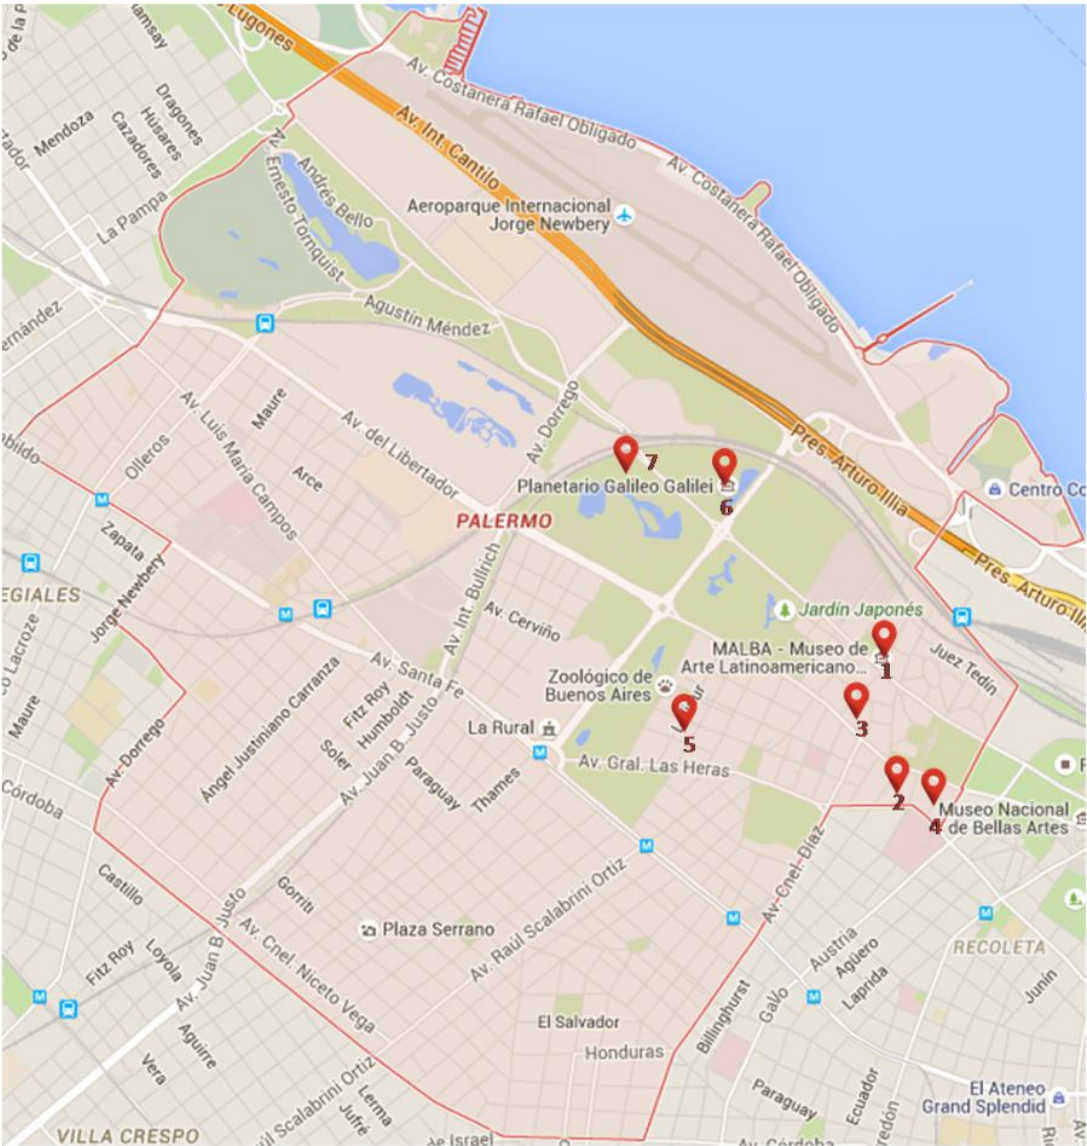 Lugones
Ramsay
Av. Costanera Rafael Obligado
Dragones
Húsares
Cazadores
Mendoza
Av. Int. Cantilo
Av. Costanera Rafael Obligado
Andrés Bello
Ernesto Tornquist
La Pampa
Aeroparque Internacional
Jorge Newbery
Agustín Méndez
Maure
Av. Luis María Campos
Av. del Libertador
Av. Dorrego
Olleros
Arce
7
Pres. Arturo Illia
Planetario Galileo Galilei
6
Centro Co
PALERMO
Zapata
Jorge Newbery
EGIALES
Av. Int. Bullrich
Av. Cerviño
Pres. Arturo Illia
Jardín Japonés
MALBA - Museo de
Arte Latinoamericano...
1
Juez Tedín
Lacroze
Maure
Av. Santa Fe
Zoológico de
Buenos Aires
ur
3
Ángel Justiniano Carranza
Fitz Roy
Humboldt
Soler
La Rural
5
Av. Dorrego
Av. Juan B. Justo
Paraguay
Thames
Av. Gral. Las Heras
2
Museo Nacional
de Bellas Artes
4
Córdoba
Castillo
Gorriti
Av. Cnel. Díaz
Av. Raúl Scalabrini Ortiz
Plaza Serrano
Av. Cnel. Niceto Vega
Av. Juan B. Justo
Fitz Roy
Loyola
Austria
Agüero
Laprida
RECOLETA
Junín
Aguirre
Vera
El Salvador
Honduras
Billinghurst
Gallo
Paraguay
Ecuador
El Ateneo
Grand Splendid
Scalabrini Ortiz
Lerma
Jufré
VILLA CRESPO
Israel
Av. Córdoba